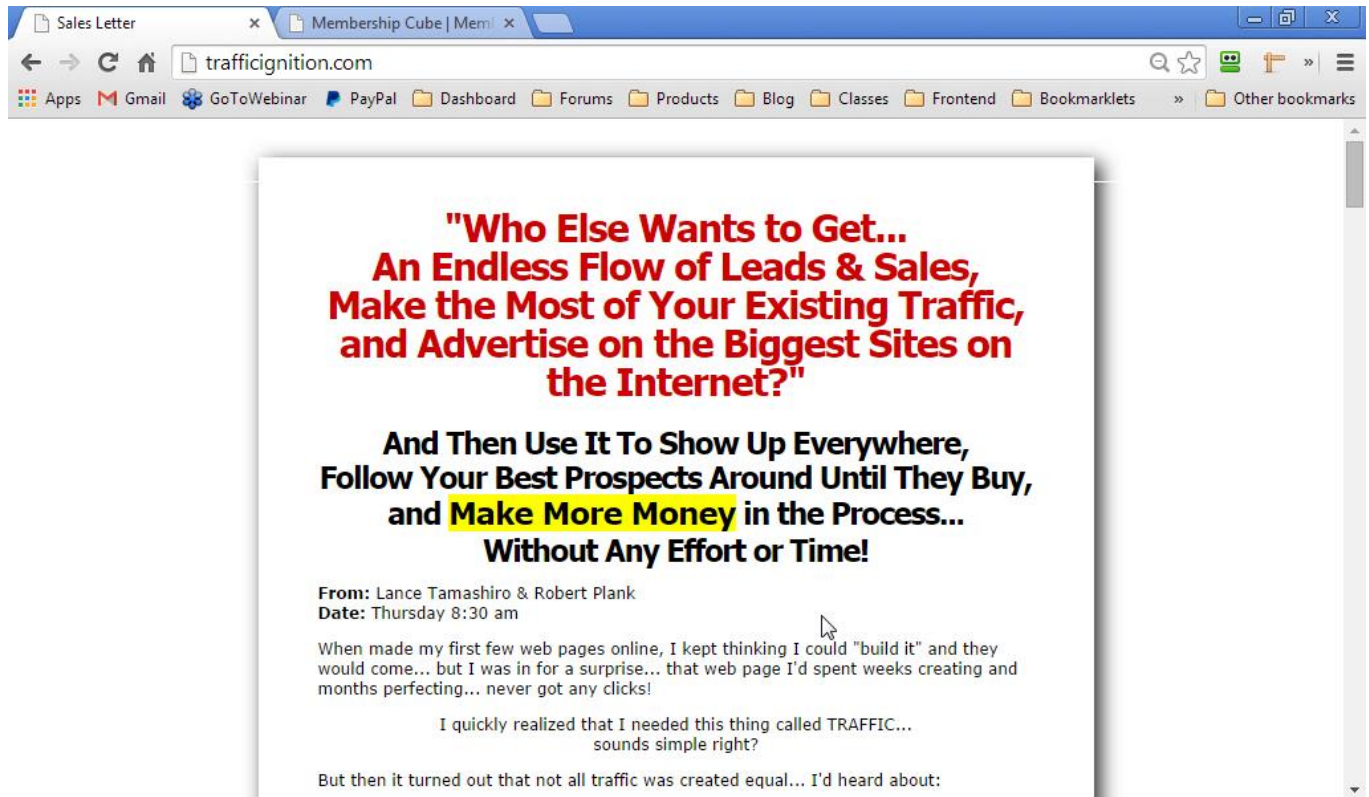 Sales Letter
Membership Cube | Mem
trafficignition.com
Apps Gmail GoToWebinar PayPal Dashboard Forums Products Blog Classes Frontend Bookmarklets » Other bookmarks
"Who Else Wants to Get...
An Endless Flow of Leads & Sales,
Make the Most of Your Existing Traffic,
and Advertise on the Biggest Sites on
the Internet?"
And Then Use It To Show Up Everywhere,
Follow Your Best Prospects Around Until They Buy,
and Make More Money in the Process...
Without Any Effort or Time!
From: Lance Tamashiro & Robert Plank
Date: Thursday 8:30 am
When made my first few web pages online, I kept thinking I could "build it" and they
would come... but I was in for a surprise... that web page I'd spent weeks creating and
months perfecting... never got any clicks!
I quickly realized that I needed this thing called TRAFFIC...
sounds simple right?
But then it turned out that not all traffic was created equal... I'd heard about: